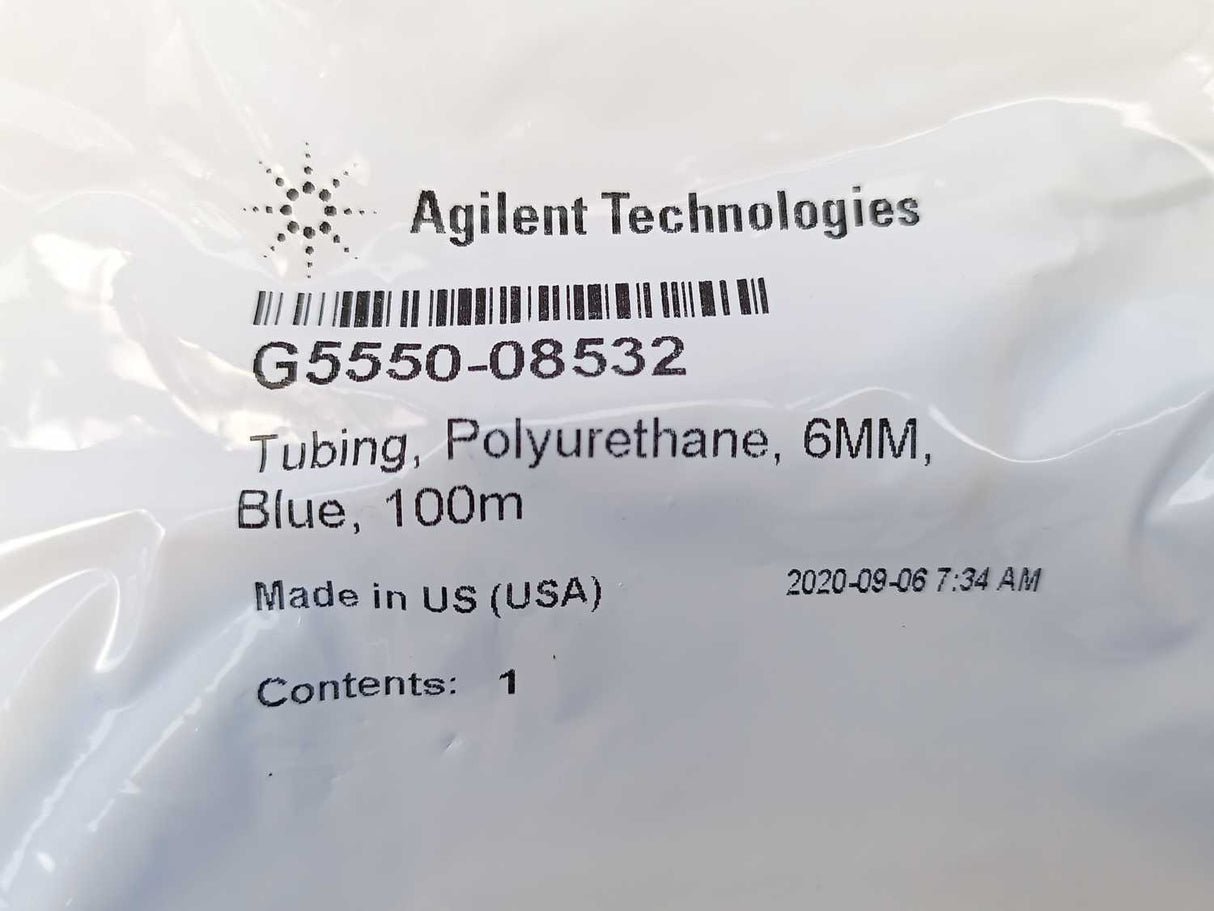 Agilent Technologies
G5550-08532
Tubing, Polyurethane, 6MM,
Blue, 100m
Made in US (USA) 2020-09-06 7:34 AM
Contents: 1